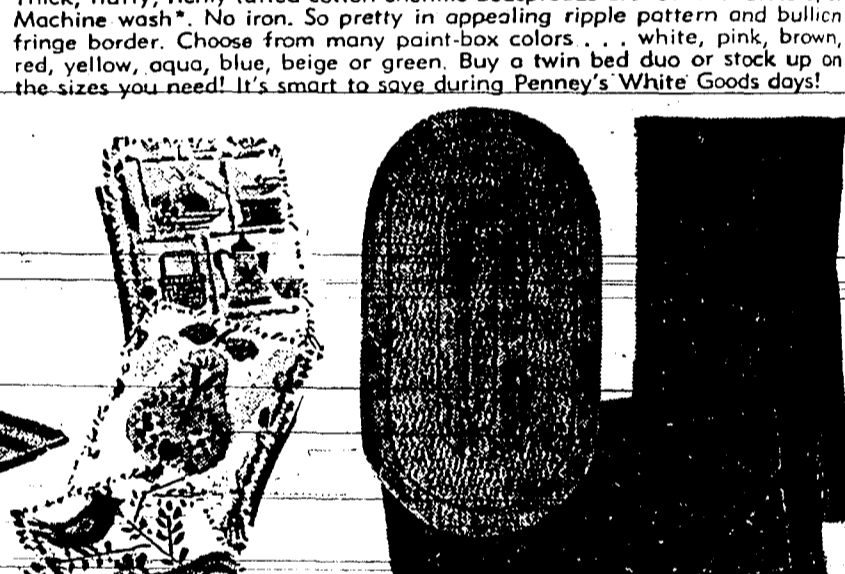 Machine wash*. No iron. So pretty in appealing ripple pattern and bullion
fringe border. Choose from many paint-box colors . . . white, pink, brown,
red, yellow, aqua, blue, beige or green. Buy a twin bed duo or stock up on
the sizes you need! It's smart to save during Penney's White Goods days!